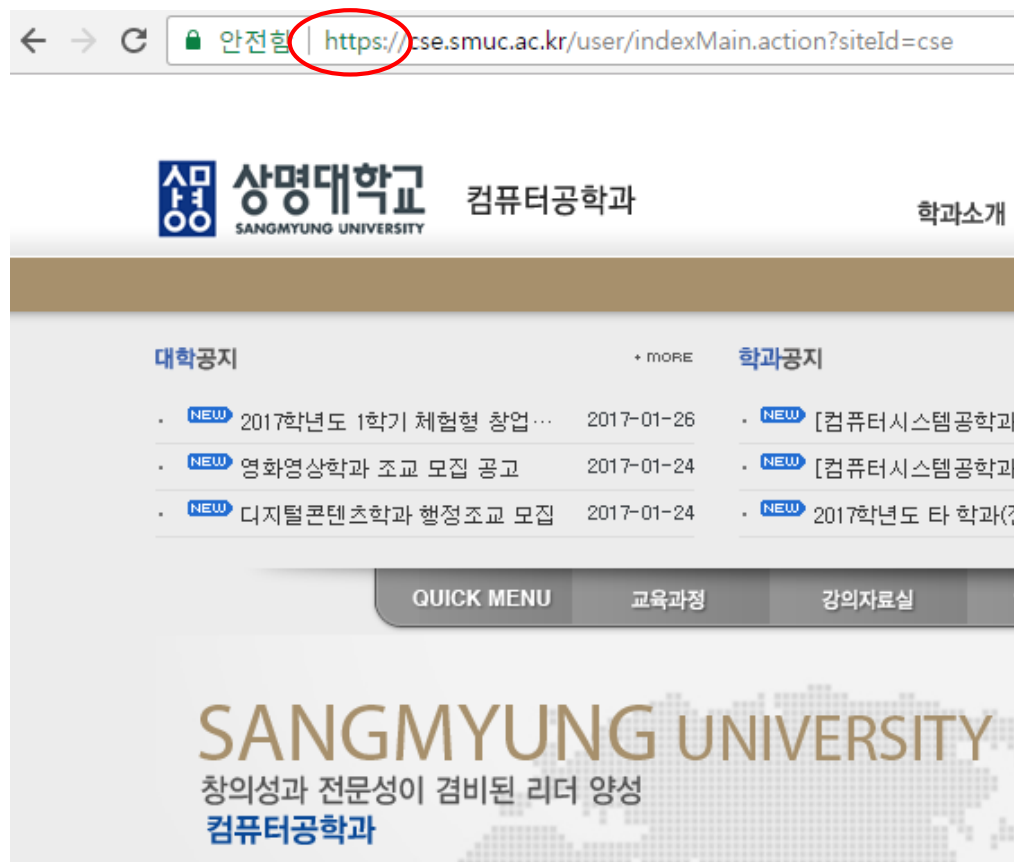 안전함 | https://cse.smuc.ac.kr/user/indexMain.action?siteId=cse
상명 상명대학교 컴퓨터공학과 학과소개
SANGMYUNG UNIVERSITY
대학공지 + MORE 학과공지
· NEW 2017학년도 1학기 체험형 창업… 2017-01-26 · NEW [컴퓨터시스템공학과
· NEW 영화영상학과 조교 모집 공고 2017-01-24 · NEW [컴퓨터시스템공학과
· NEW 디지털콘텐츠학과 행정조교 모집 2017-01-24 · NEW 2017학년도 타 학과(
QUICK MENU 교육과정 강의자료실
SANGMYUNG UNIVERSITY
창의성과 전문성이 겸비된 리더 양성
컴퓨터공학과